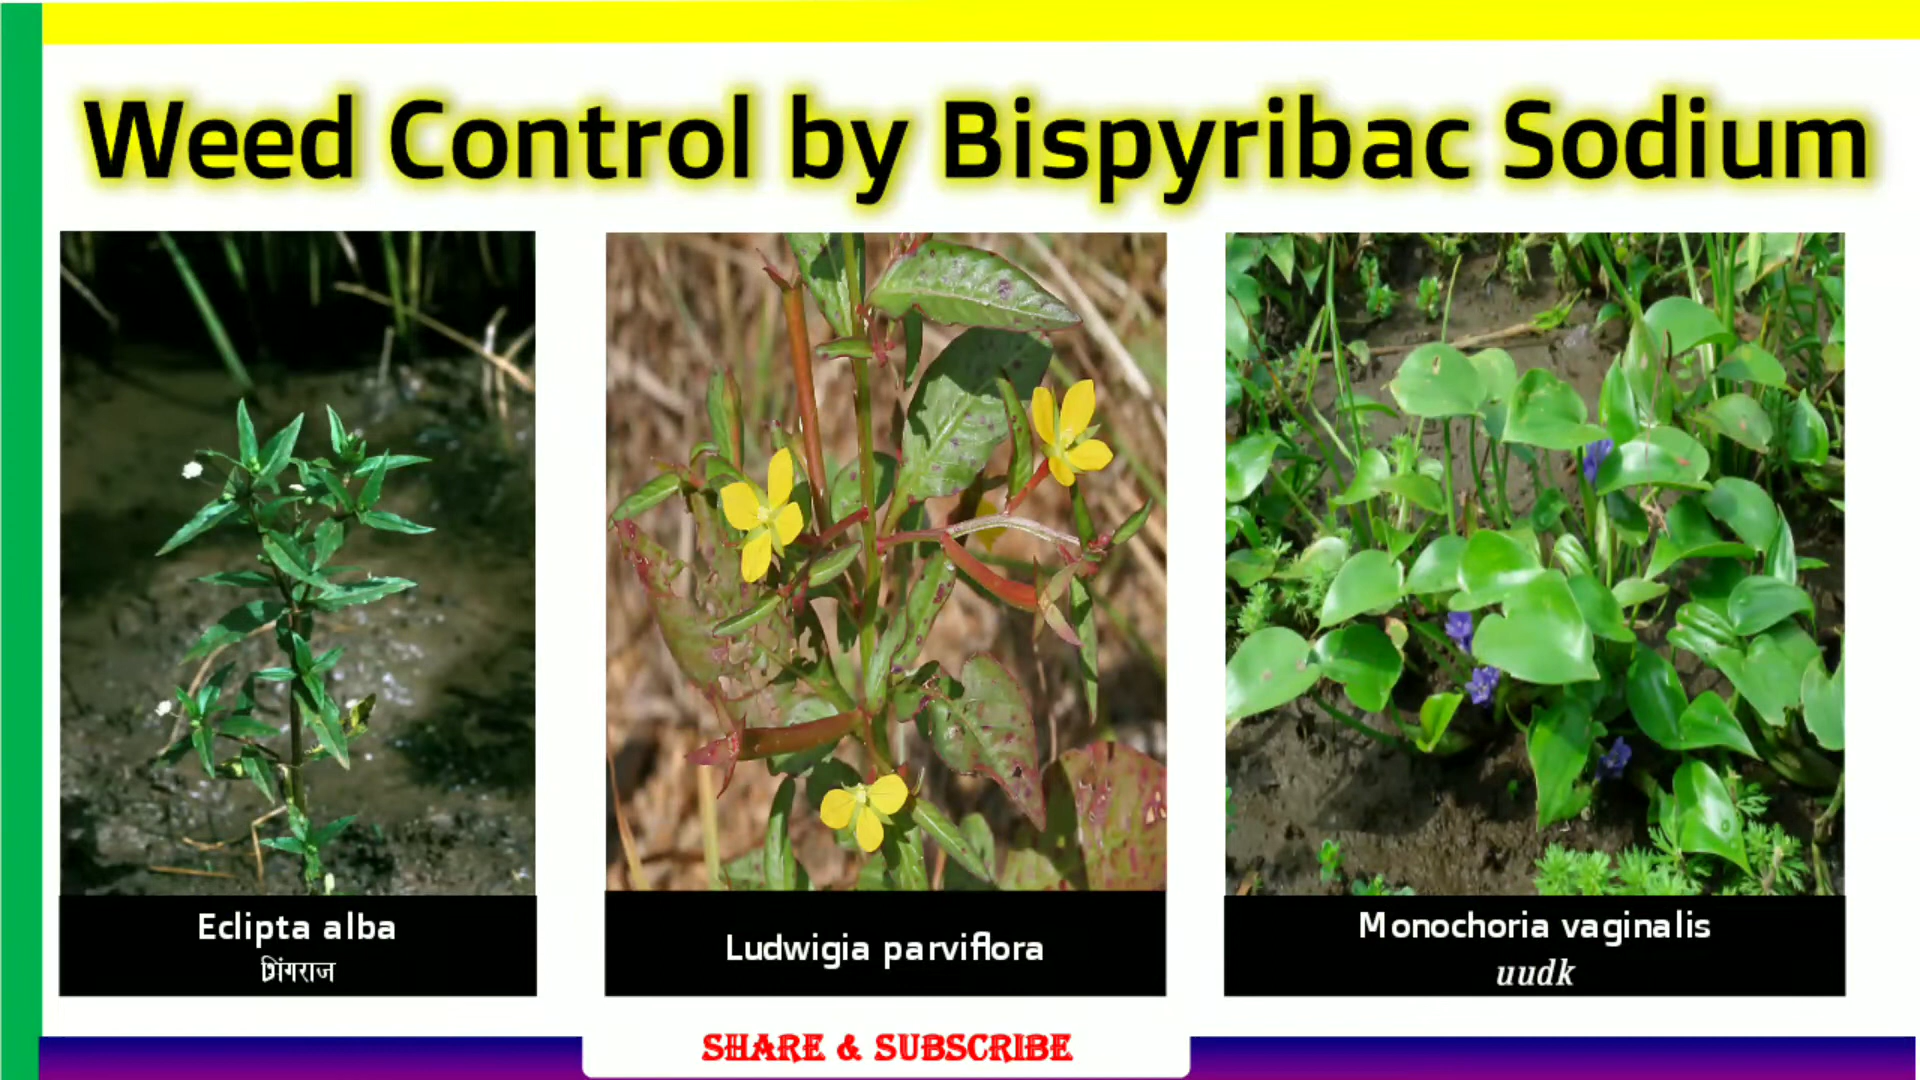 Weed Control by Bispyribac Sodium
Eclipta alba
भ्रिंगराज
Ludwigia parviflora
Monochoria vaginalis
uudk
SHARE & SUBSCRIBE